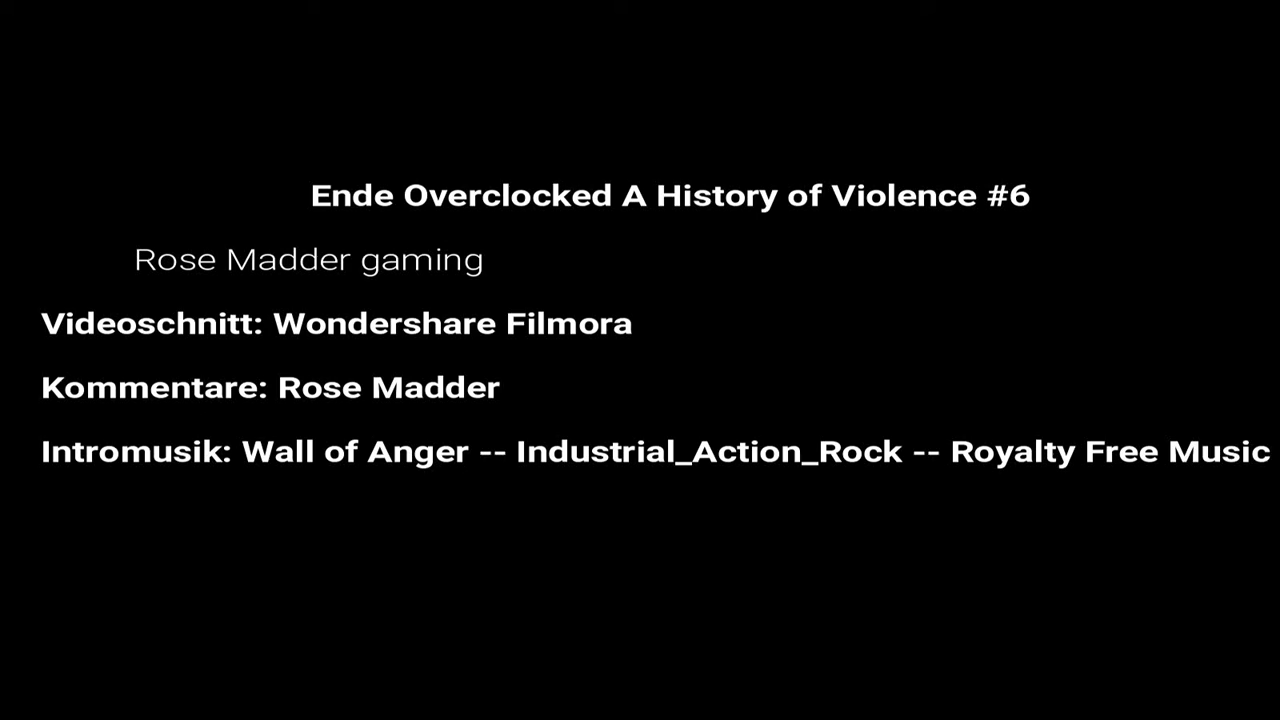 Ende Overclocked A History of Violence #6
Rose Madder gaming
Videoschnitt: Wondershare Filmora
Kommentare: Rose Madder
Intromusik: Wall of Anger -- Industrial_Action_Rock -- Royalty Free Music